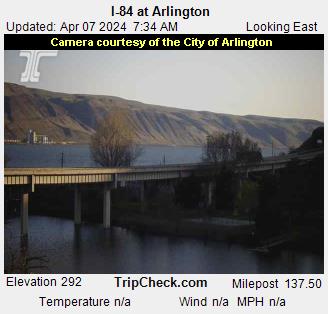 I-84 at Arlington
Updated: Apr 07 2024 7:34 AM Looking East
Camera courtesy of the City of Arlington
Elevation 292 TripCheck.com Milepost 137.50
Temperature n/a Wind n/a MPH n/a